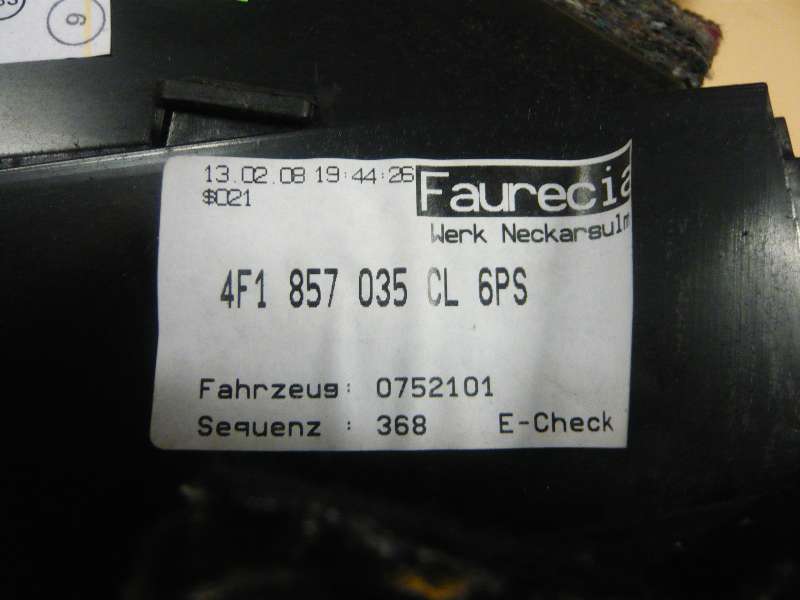 6
13.02.08 19:44:26
$021
Faurecia
Werk Neckarsulm
4F1 857 035 CL 6PS
Fahrzeug: 0752101
Sequenz : 368 E-Check